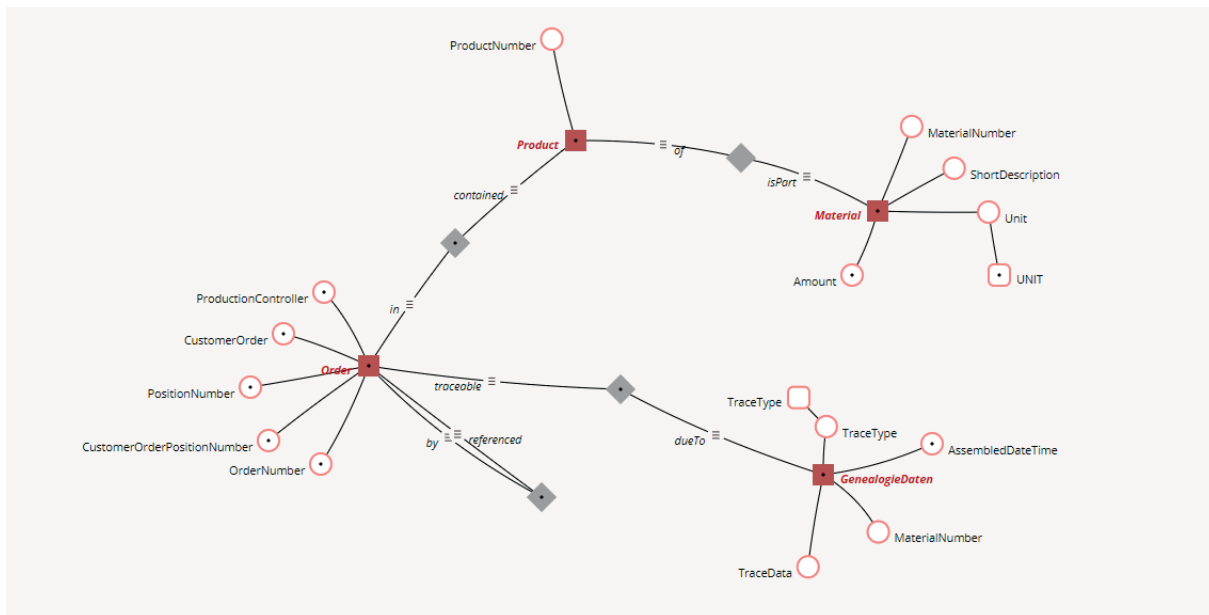 ProductNumber
Product
of
MaterialNumber
isPart
ShortDescription
contained
Material
Unit
Amount
UNIT
ProductionController
in
CustomerOrder
Order
traceable
PositionNumber
TraceType
TraceType
dueTo
by
referenced
CustomerOrderPositionNumber
AssembledDateTime
OrderNumber
GenealogieDaten
MaterialNumber
TraceData